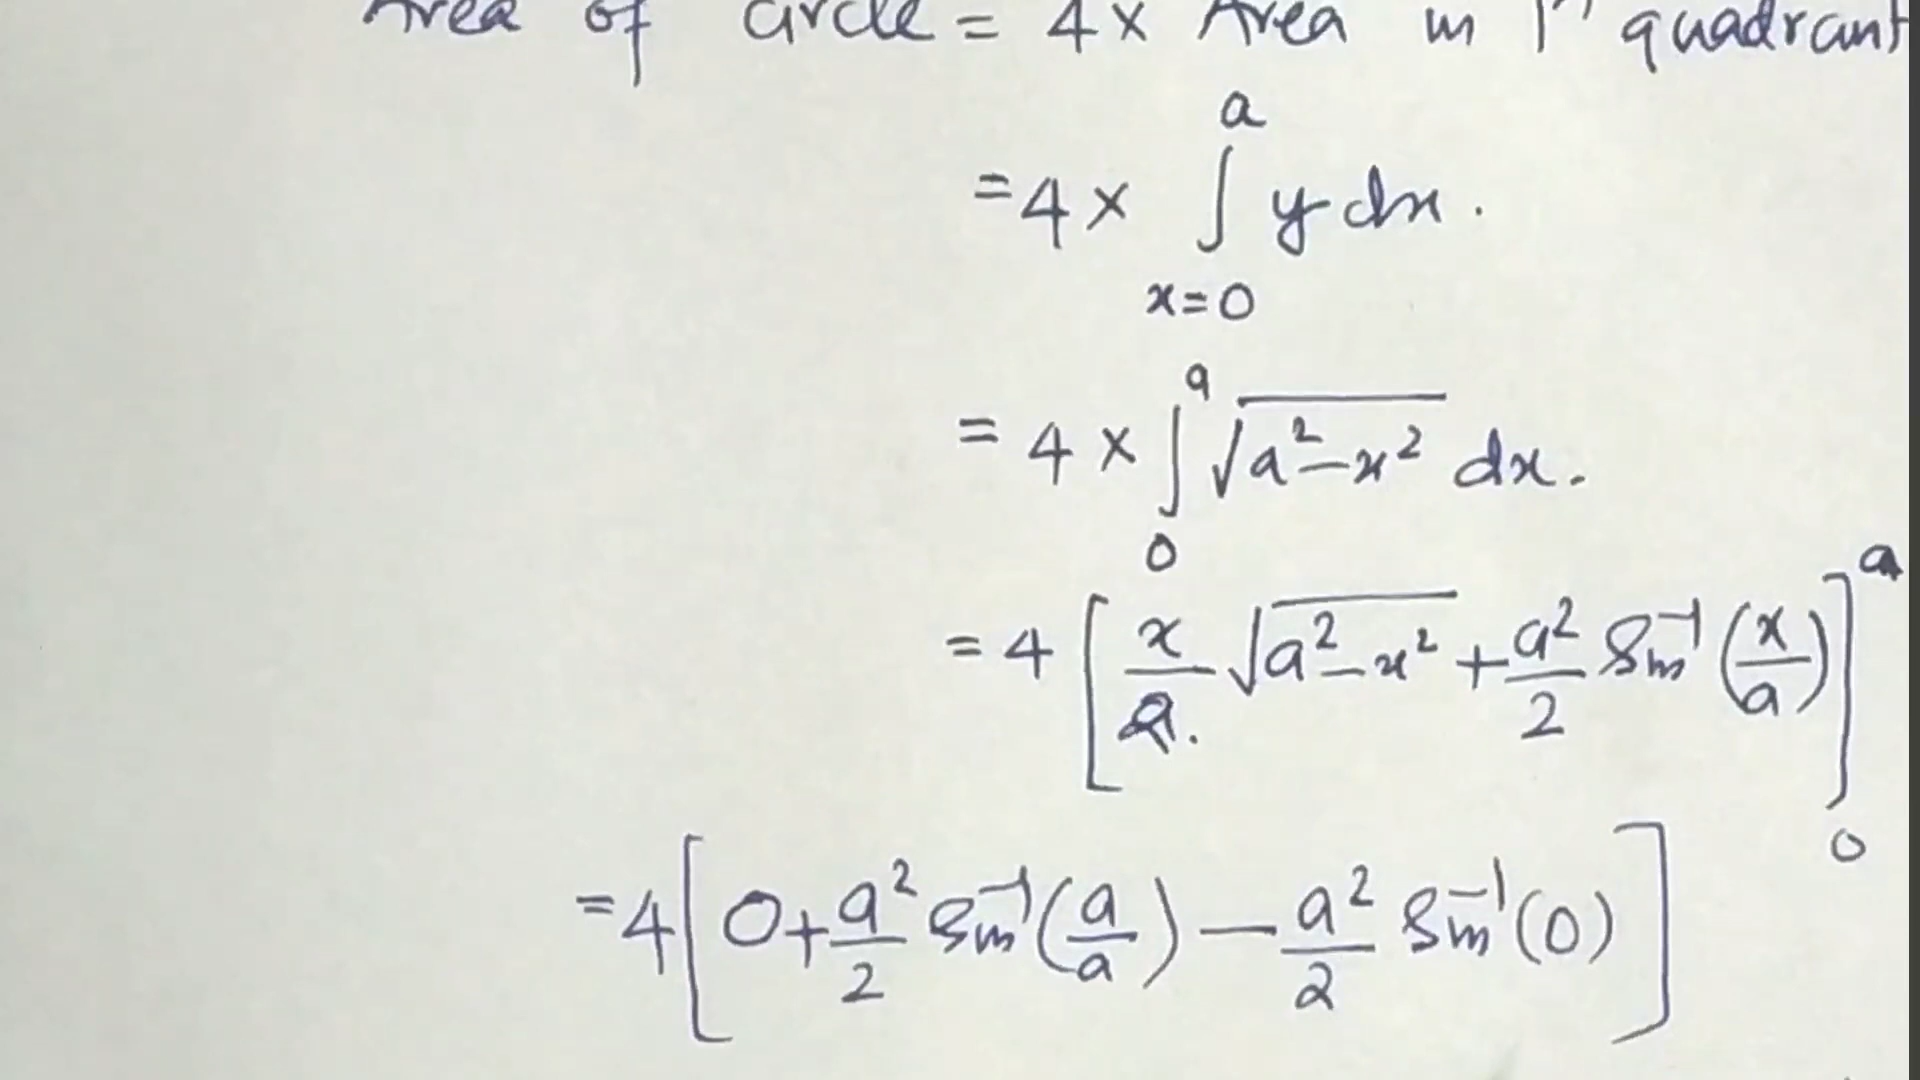 Area of circle = 4 × Area in 1st quadrant
= 4 × ∫_{x=0}^{a} y dx.
= 4 × ∫_{0}^{a} √(a² − x²) dx.
= 4 [ x/2. √(a² − x²) + a²/2 Sin⁻¹ (x/a) ]_{0}^{a}
= 4 [ 0 + a²/2 Sin⁻¹ (a/a) − a²/2 Sin⁻¹ (0) ]